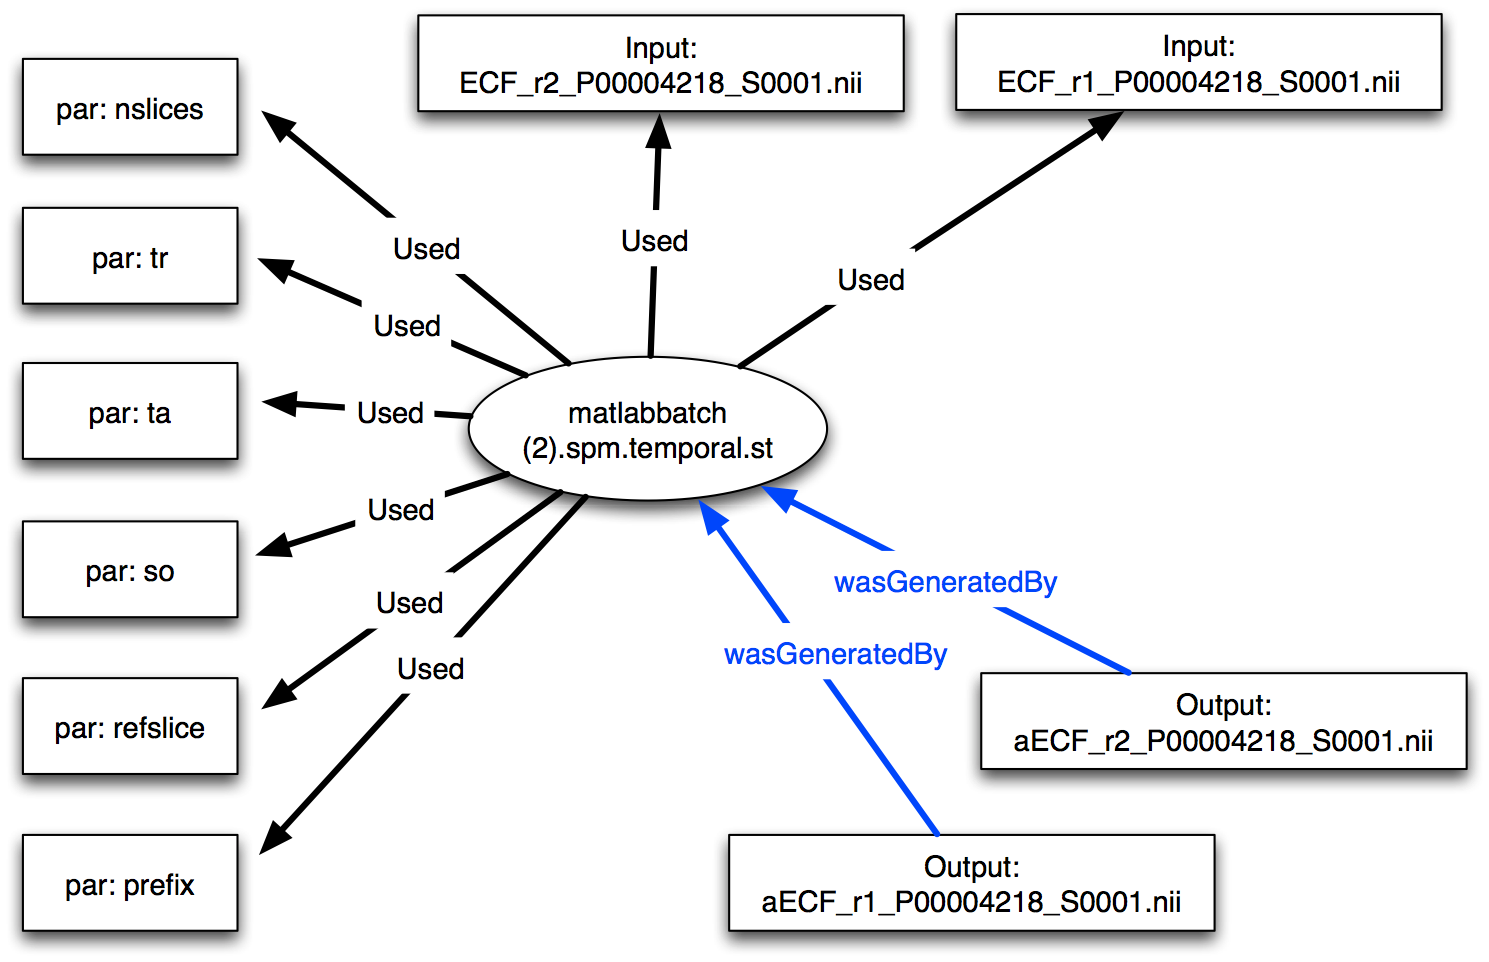 Input:
ECF_r2_P00004218_S0001.nii
Input:
ECF_r1_P00004218_S0001.nii
par: nslices
par: tr
par: ta
par: so
par: refslice
par: prefix
Used
Used
Used
Used
Used
Used
Used
Used
matlabbatch
(2).spm.temporal.st
wasGeneratedBy
wasGeneratedBy
Output:
aECF_r2_P00004218_S0001.nii
Output:
aECF_r1_P00004218_S0001.nii